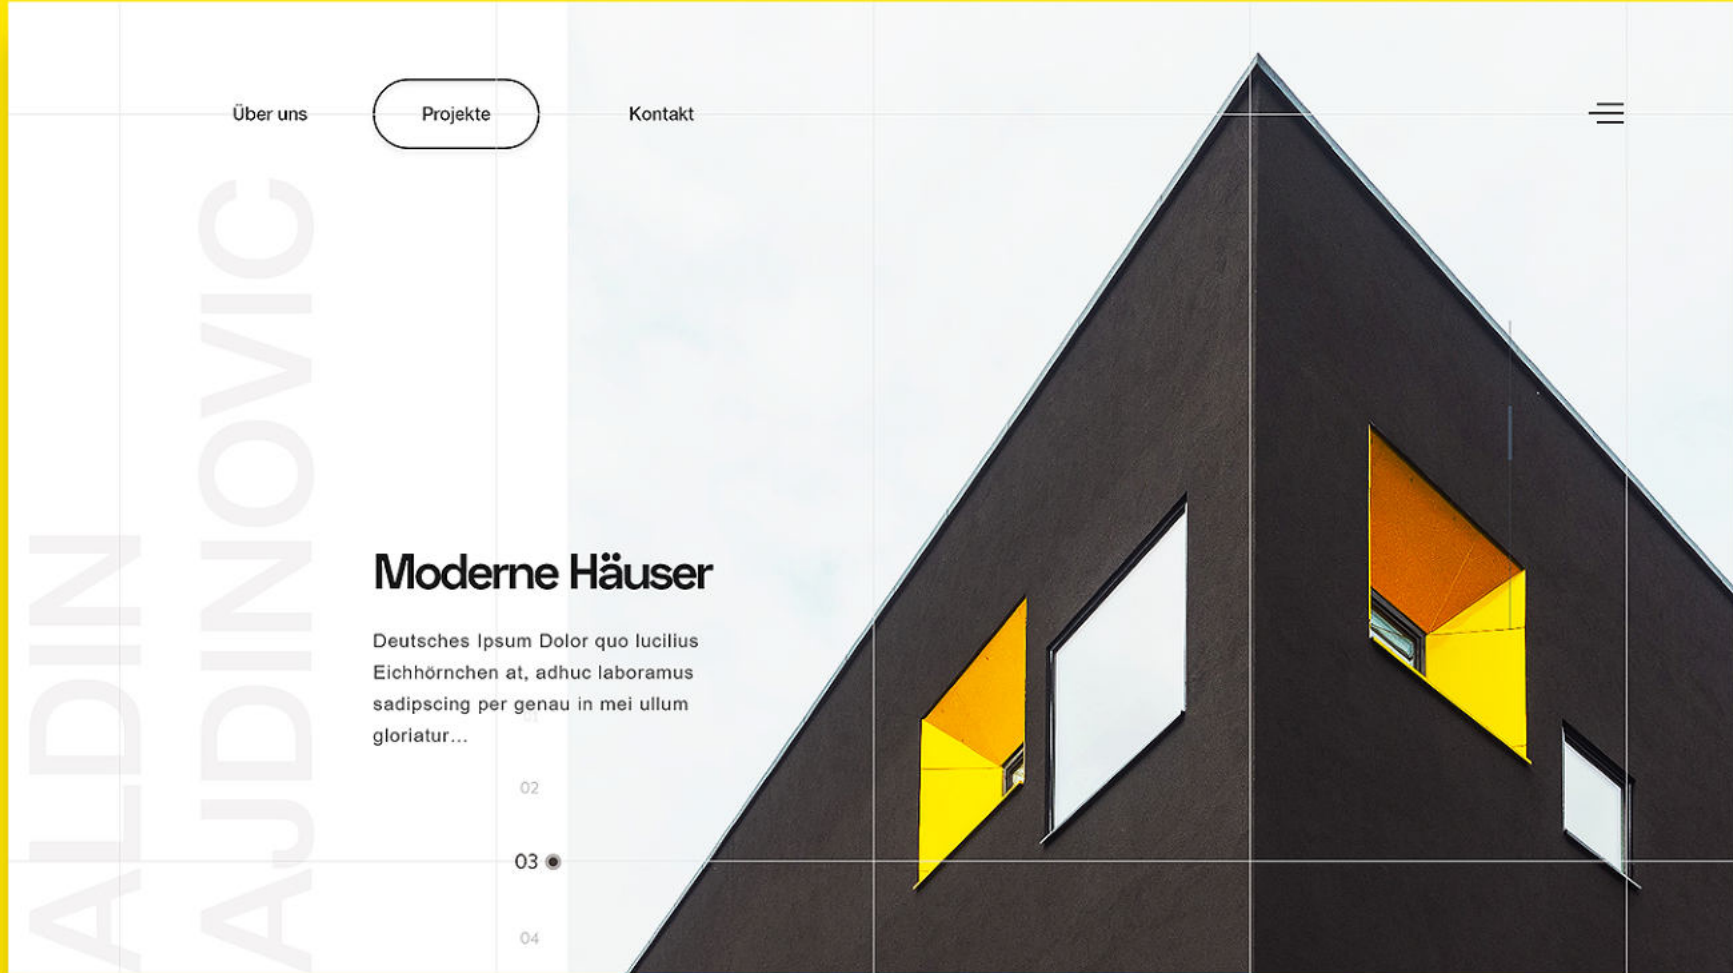 Über uns
Projekte
Kontakt
ALDIN
AJDINOVIC
Moderne Häuser
Deutsches Ipsum Dolor quo lucilius
Eichhörnchen at, adhuc laboramus
sadipscing per genau in mei ullum
gloriatur...
01
02
03
04